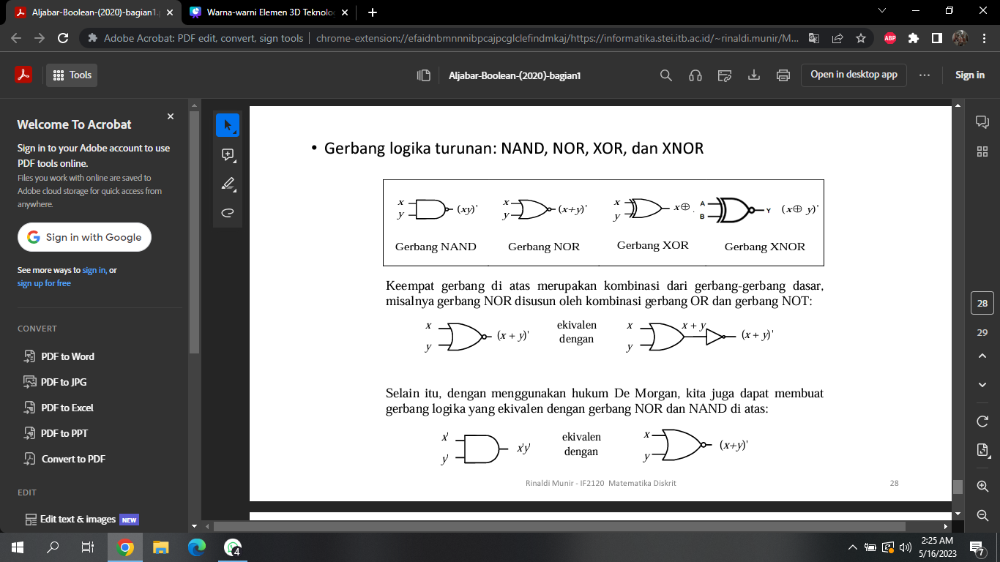 Aljabar-Boolean-(2020)-bagian1.
Warna-warni Elemen 3D Teknolo
Adobe Acrobat: PDF edit, convert, sign tools | chrome-extension://efaidnbmnnnibpcajpcglclefindmkaj/https://informatika.stei.itb.ac.id/~rinaldi.munir/M...
ABP
Tools
Aljabar-Boolean-(2020)-bagian1
Open in desktop app
Sign in
Welcome To Acrobat
Sign in to your Adobe account to use
PDF tools online.
Files you work with online are saved to
Adobe cloud storage for quick access from
anywhere.
Sign in with Google
See more ways to sign in, or
sign up for free
CONVERT
PDF to Word
PDF to JPG
PDF to Excel
PDF to PPT
Convert to PDF
EDIT
Edit text & images NEW
• Gerbang logika turunan: NAND, NOR, XOR, dan XNOR
x
y
(xy)'
x
y
(x+y)'
x
y
x⊕
A
B
Y
(x⊕ y)'
Gerbang NAND
Gerbang NOR
Gerbang XOR
Gerbang XNOR
Keempat gerbang di atas merupakan kombinasi dari gerbang-gerbang dasar,
misalnya gerbang NOR disusun oleh kombinasi gerbang OR dan gerbang NOT:
x
y
(x + y)'
ekivalen
dengan
x
y
x + y
(x + y)'
Selain itu, dengan menggunakan hukum De Morgan, kita juga dapat membuat
gerbang logika yang ekivalen dengan gerbang NOR dan NAND di atas:
x'
y'
x'y'
ekivalen
dengan
x
y
(x+y)'
Rinaldi Munir - IF2120 Matematika Diskrit
28
28
29
4
2:25 AM
5/16/2023
7